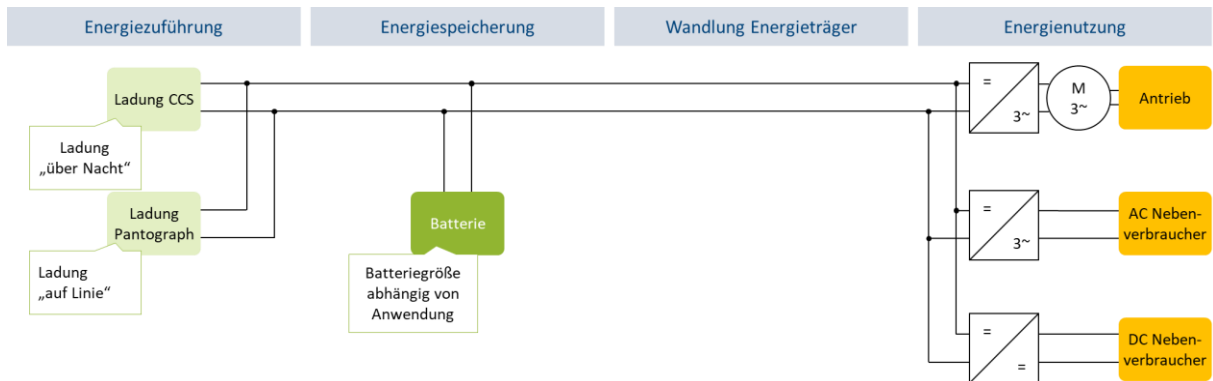 Energiezuführung
Energiespeicherung
Wandlung Energieträger
Energienutzung
Ladung CCS
Ladung
„über Nacht“
Ladung
Pantograph
Ladung
„auf Linie“
Batterie
Batteriegröße
abhängig von
Anwendung
=
3~
M
3~
Antrieb
=
3~
AC Neben-
verbraucher
=
=
DC Neben-
verbraucher